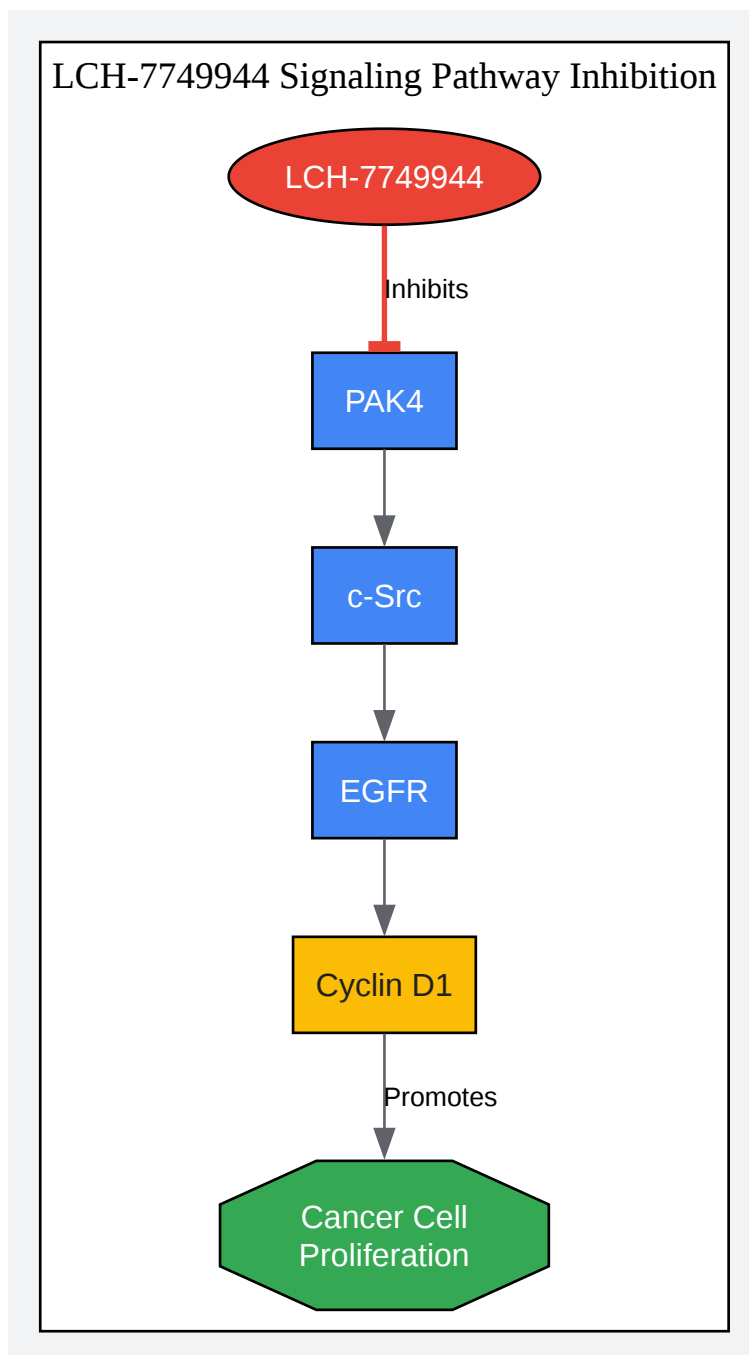 LCH-7749944 Signaling Pathway Inhibition
LCH-7749944
Inhibits
PAK4
c-Src
EGFR
Cyclin D1
Promotes
Cancer Cell
Proliferation